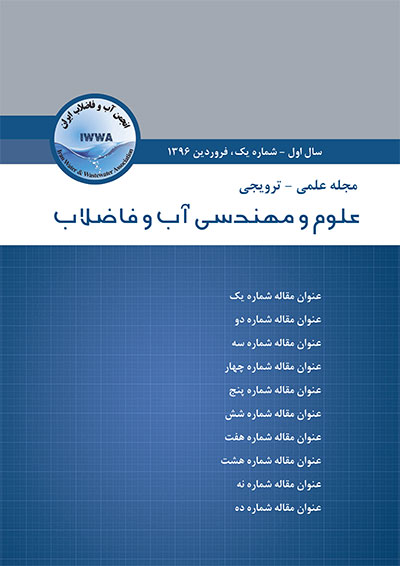 انجمن آب و فاضلاب ایران
IWWA
Iran Water & Wastewater Association
سال اول - شماره یک، فروردین ۱۳۹۶
مجله علمی - ترویجی
علوم و مهندسی آب و فاضلاب
عنوان مقاله شماره یک
عنوان مقاله شماره دو
عنوان مقاله شماره سه
عنوان مقاله شماره چهار
عنوان مقاله شماره پنج
عنوان مقاله شماره شش
عنوان مقاله شماره هفت
عنوان مقاله شماره هشت
عنوان مقاله شماره نه
عنوان مقاله شماره ده